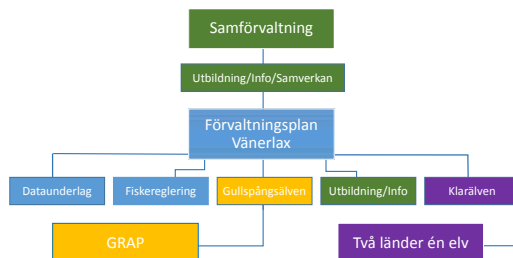 Samförvaltning
Utbildning/Info/Samverkan
Förvaltningsplan
Vänerlax
Dataunderlag
Fiskereglering
Gullspångsälven
Utbildning/Info
Klarälven
GRAP
Två länder én elv